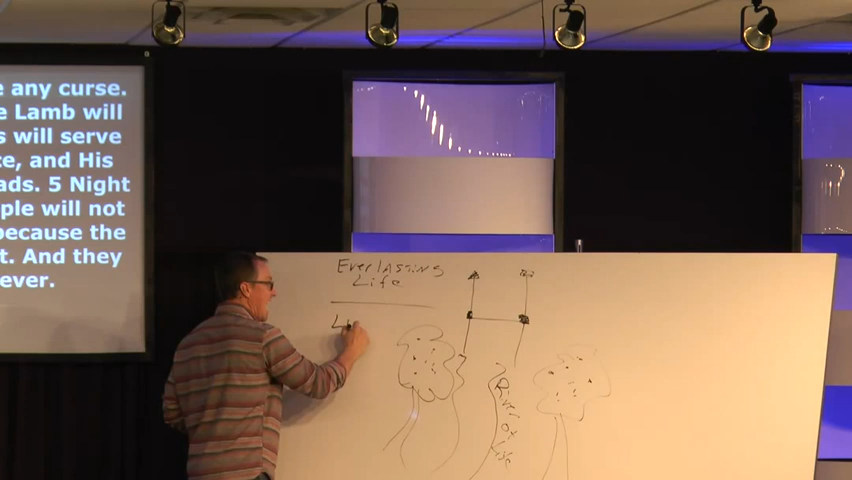 e any curse.
e Lamb will
s will serve
ce, and His
ads. 5 Night
ple will not
because the
t. And they
ever.
Everlasting
Life
Li
River
of
Life